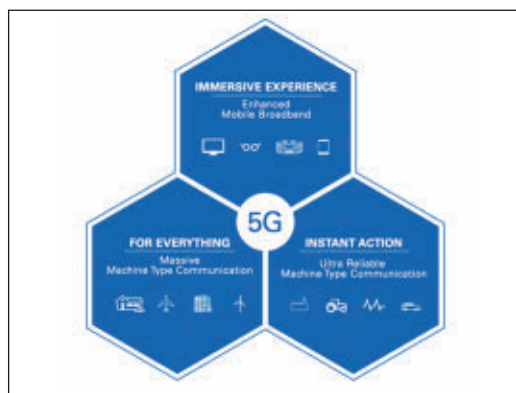 IMMERSIVE EXPERIENCE
Enhanced
Mobile Broadband
5G
FOR EVERYTHING
Massive
Machine Type Communication
INSTANT ACTION
Ultra Reliable
Machine Type Communication